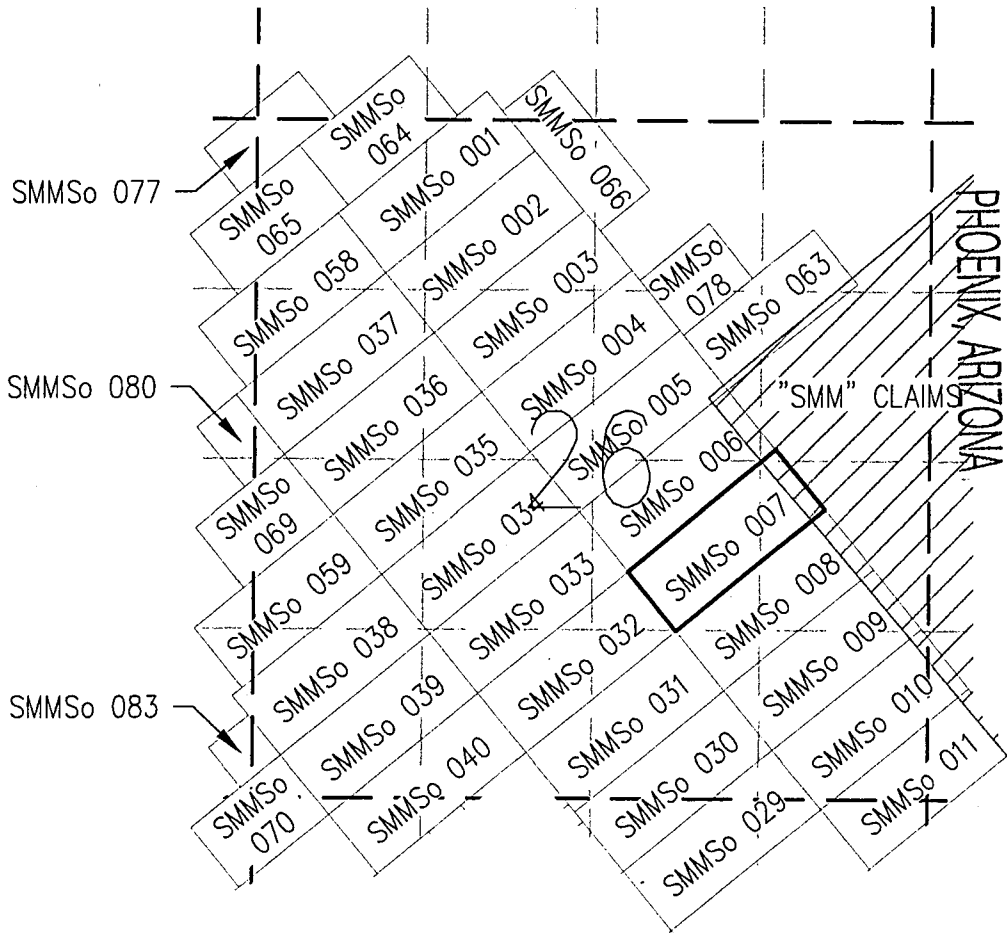 SMMSo 077
SMMSo
064
SMMSo
065
SMMSo 001
SMMSo 066
SMMSo 002
SMMSo 058
SMMSo 003
SMMSo
078
SMMSo 063
SMMSo 037
SMMSo 004
SMMSo 080
SMMSo 036
SMMSo 005
"SMM" CLAIMS
PHOENIX, ARIZONA
26
SMMSo 035
SMMSo 006
SMMSo
069
SMMSo 034
SMMSo 007
SMMSo 059
SMMSo 033
SMMSo 008
SMMSo 038
SMMSo 032
SMMSo 009
SMMSo 083
SMMSo 039
SMMSo 031
SMMSo 010
SMMSo
070
SMMSo 040
SMMSo 030
SMMSo 011
SMMSo 029